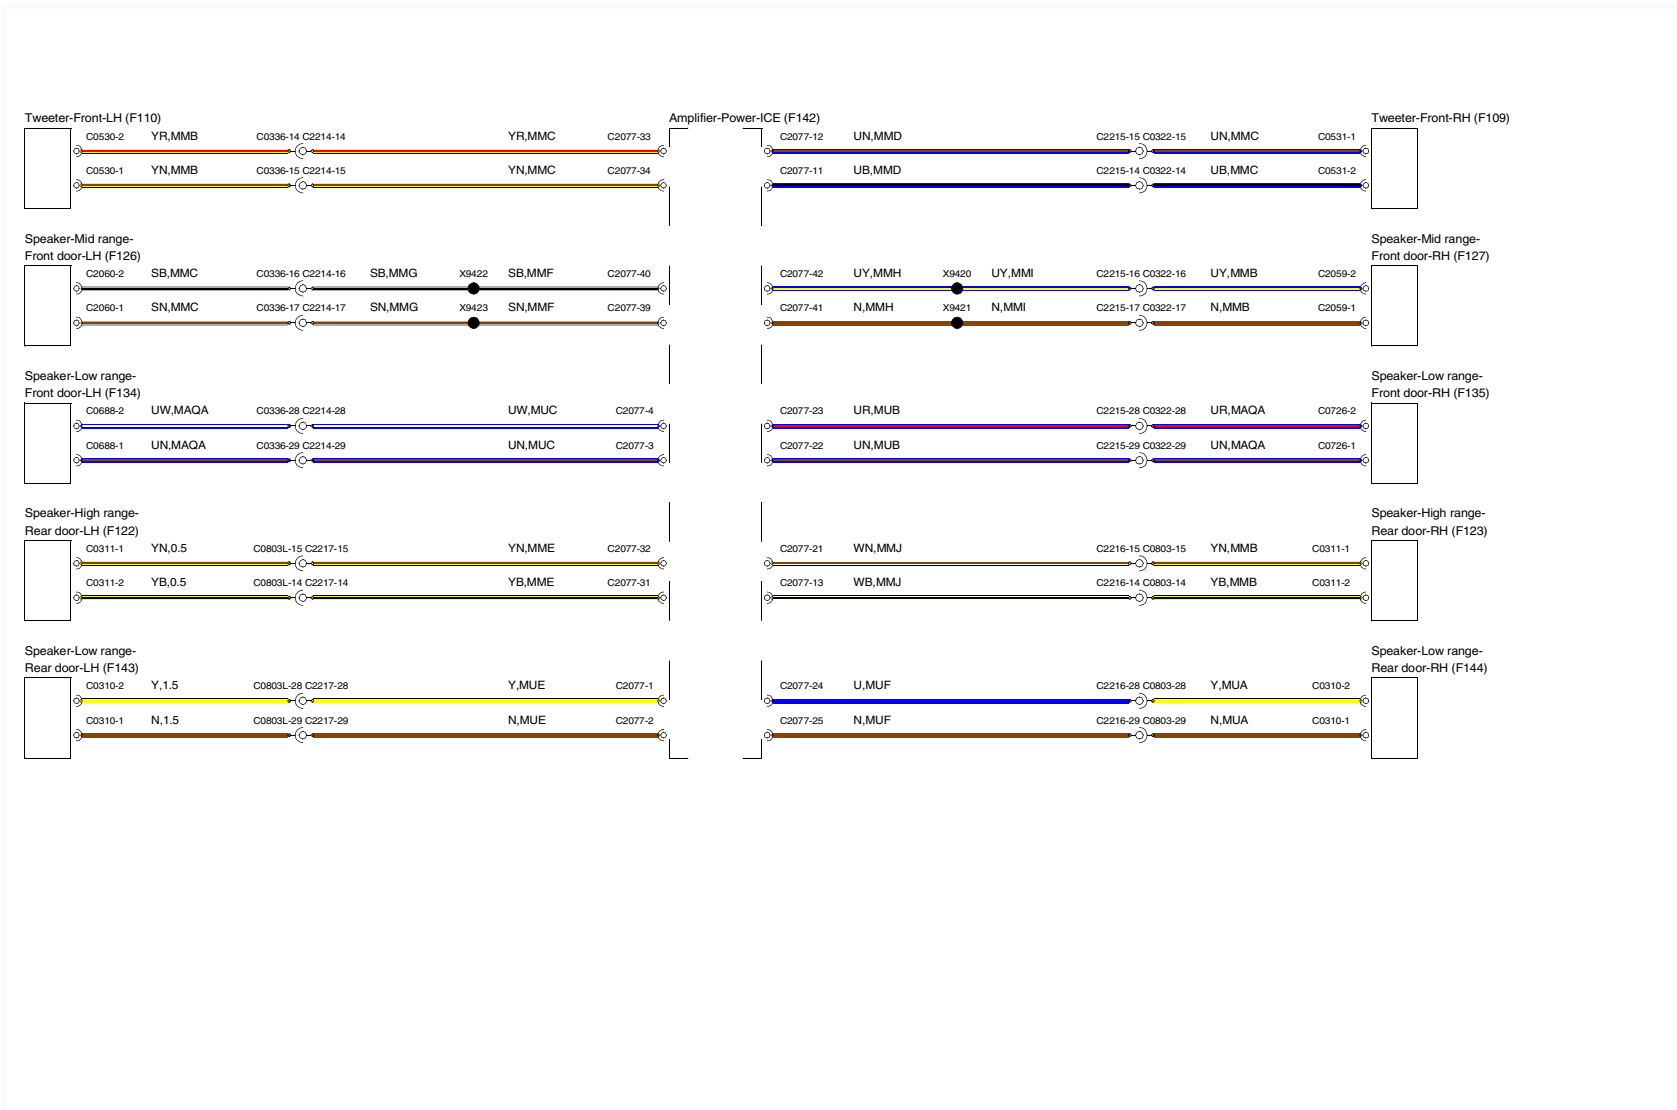 Tweeter-Front-LH (F110)
Amplifier-Power-ICE (F142)
Tweeter-Front-RH (F109)
C0530-2 YR,MMB C0336-14 C2214-14 YR,MMC C2077-33
C2077-12 UN,MMD C2215-15 C0322-15 UN,MMC C0531-1
C0530-1 YN,MMB C0336-15 C2214-15 YN,MMC C2077-34
C2077-11 UB,MMD C2215-14 C0322-14 UB,MMC C0531-2
Speaker-Mid range-
Front door-LH (F126)
Speaker-Mid range-
Front door-RH (F127)
C2060-2 SB,MMC C0336-16 C2214-16 SB,MMG X9422 SB,MMF C2077-40
C2077-42 UY,MMH X9420 UY,MMI C2215-16 C0322-16 UY,MMB C2059-2
C2060-1 SN,MMC C0336-17 C2214-17 SN,MMG X9423 SN,MMF C2077-39
C2077-41 N,MMH X9421 N,MMI C2215-17 C0322-17 N,MMB C2059-1
Speaker-Low range-
Front door-LH (F134)
Speaker-Low range-
Front door-RH (F135)
C0688-2 UW,MAQA C0336-28 C2214-28 UW,MUC C2077-4
C2077-23 UR,MUB C2215-28 C0322-28 UR,MAQA C0726-2
C0688-1 UN,MAQA C0336-29 C2214-29 UN,MUC C2077-3
C2077-22 UN,MUB C2215-29 C0322-29 UN,MAQA C0726-1
Speaker-High range-
Rear door-LH (F122)
Speaker-High range-
Rear door-RH (F123)
C0311-1 YN,0.5 C0803L-15 C2217-15 YN,MME C2077-32
C2077-21 WN,MMJ C2216-15 C0803-15 YN,MMB C0311-1
C0311-2 YB,0.5 C0803L-14 C2217-14 YB,MME C2077-31
C2077-13 WB,MMJ C2216-14 C0803-14 YB,MMB C0311-2
Speaker-Low range-
Rear door-LH (F143)
Speaker-Low range-
Rear door-RH (F144)
C0310-2 Y,1.5 C0803L-28 C2217-28 Y,MUE C2077-1
C2077-24 U,MUF C2216-28 C0803-28 Y,MUA C0310-2
C0310-1 N,1.5 C0803L-29 C2217-29 N,MUE C2077-2
C2077-25 N,MUF C2216-29 C0803-29 N,MUA C0310-1